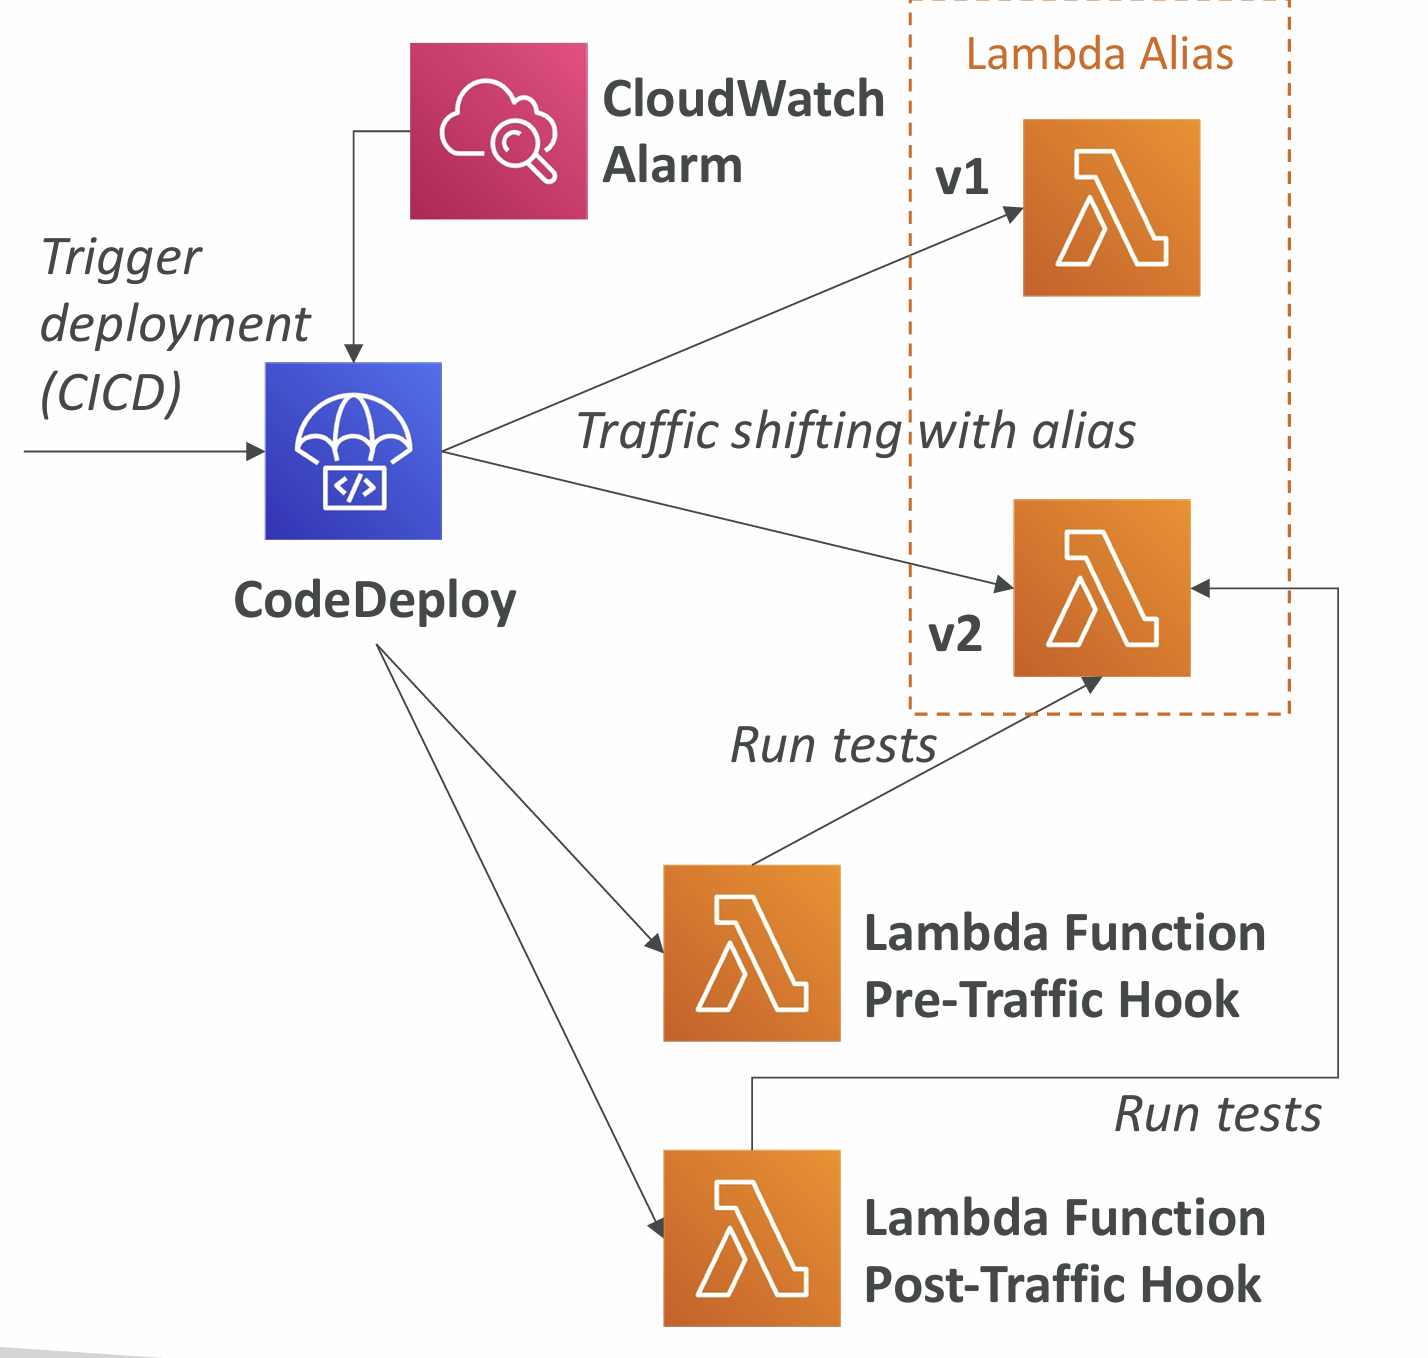 Lambda Alias
CloudWatch
Alarm
v1
Trigger
deployment
(CICD)
Traffic shifting with alias
</>
CodeDeploy
v2
Run tests
Lambda Function
Pre-Traffic Hook
Run tests
Lambda Function
Post-Traffic Hook